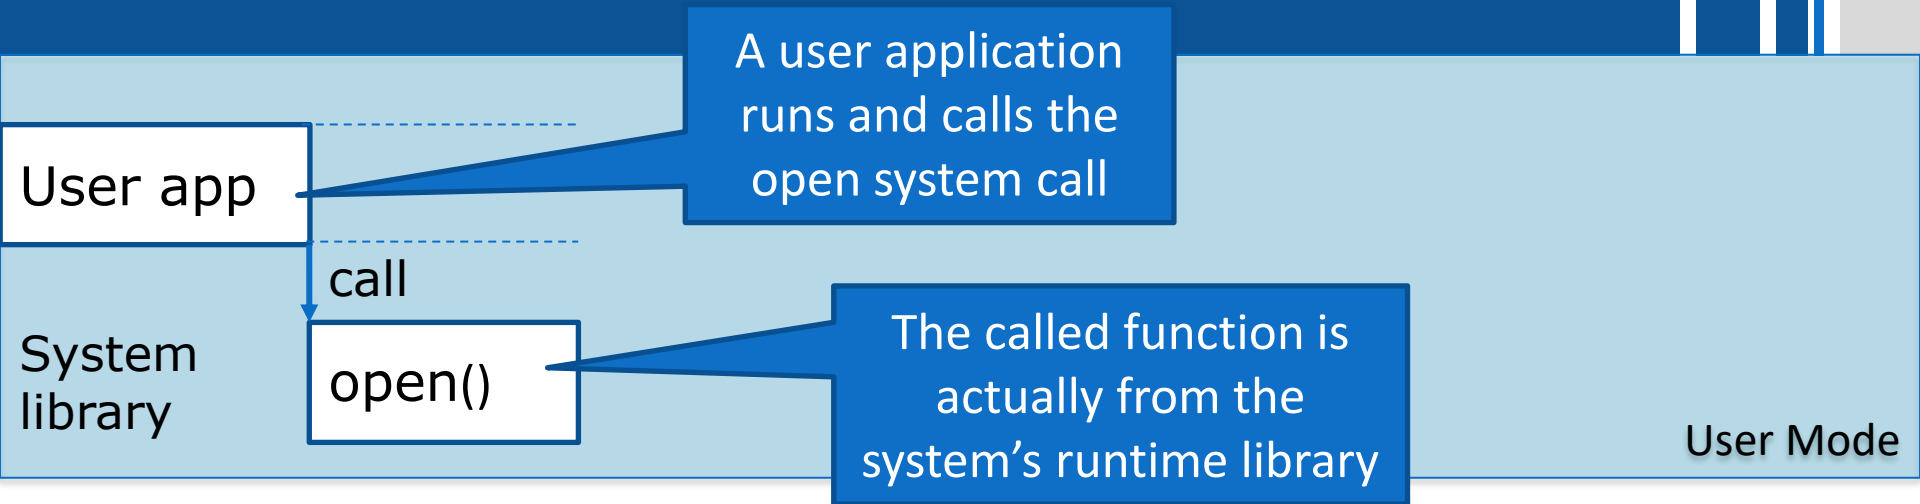 A user application
runs and calls the
open system call
User app
call
System
library
open()
The called function is
actually from the
system’s runtime library
User Mode